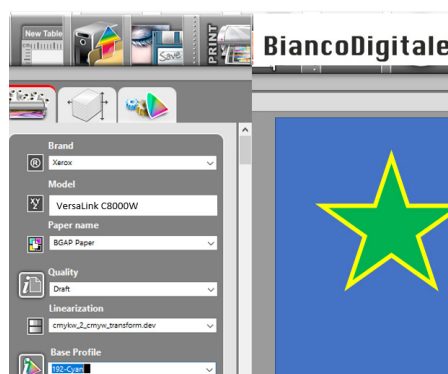 New Table
Save
PRINT
BiancoDigitale
Brand
Xerox
Model
VersaLink C8000W
Paper name
BGAP Paper
Quality
Draft
Linearization
cmykw_2_cmyw_transform.dev
Base Profile
192-Cyan